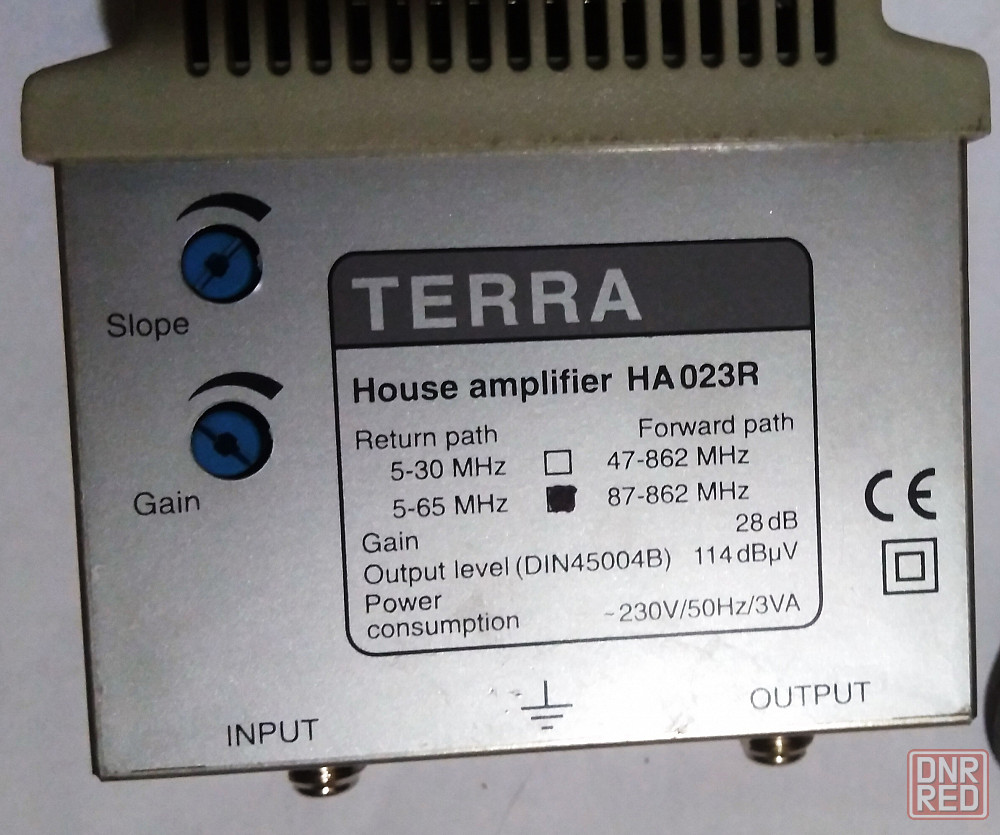 Slope
Gain
TERRA
House amplifier HA023R
Return path Forward path
5-30 MHz 47-862 MHz
5-65 MHz 87-862 MHz
Gain 28dB
Output level (DIN45004B) 114dBµV
Power
consumption ~230V/50Hz/3VA
CE
INPUT
OUTPUT
DNR
RED